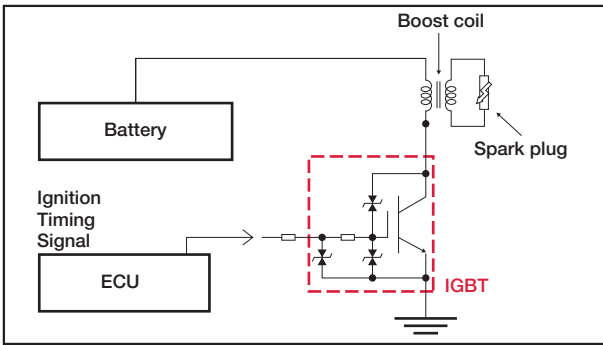 Boost coil
Battery
Spark plug
Ignition
Timing
Signal
ECU
IGBT